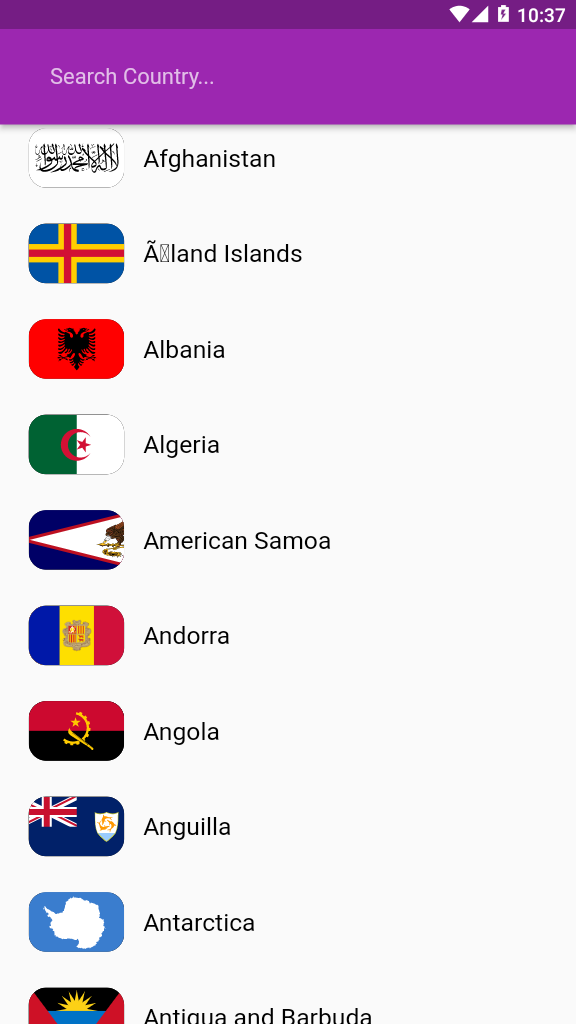 10:37
Search Country...
لا إله إلا الله محمد رسول الله
Afghanistan
Ã▯land Islands
Albania
Algeria
American Samoa
Andorra
Angola
Anguilla
Antarctica
Antigua and Barbuda